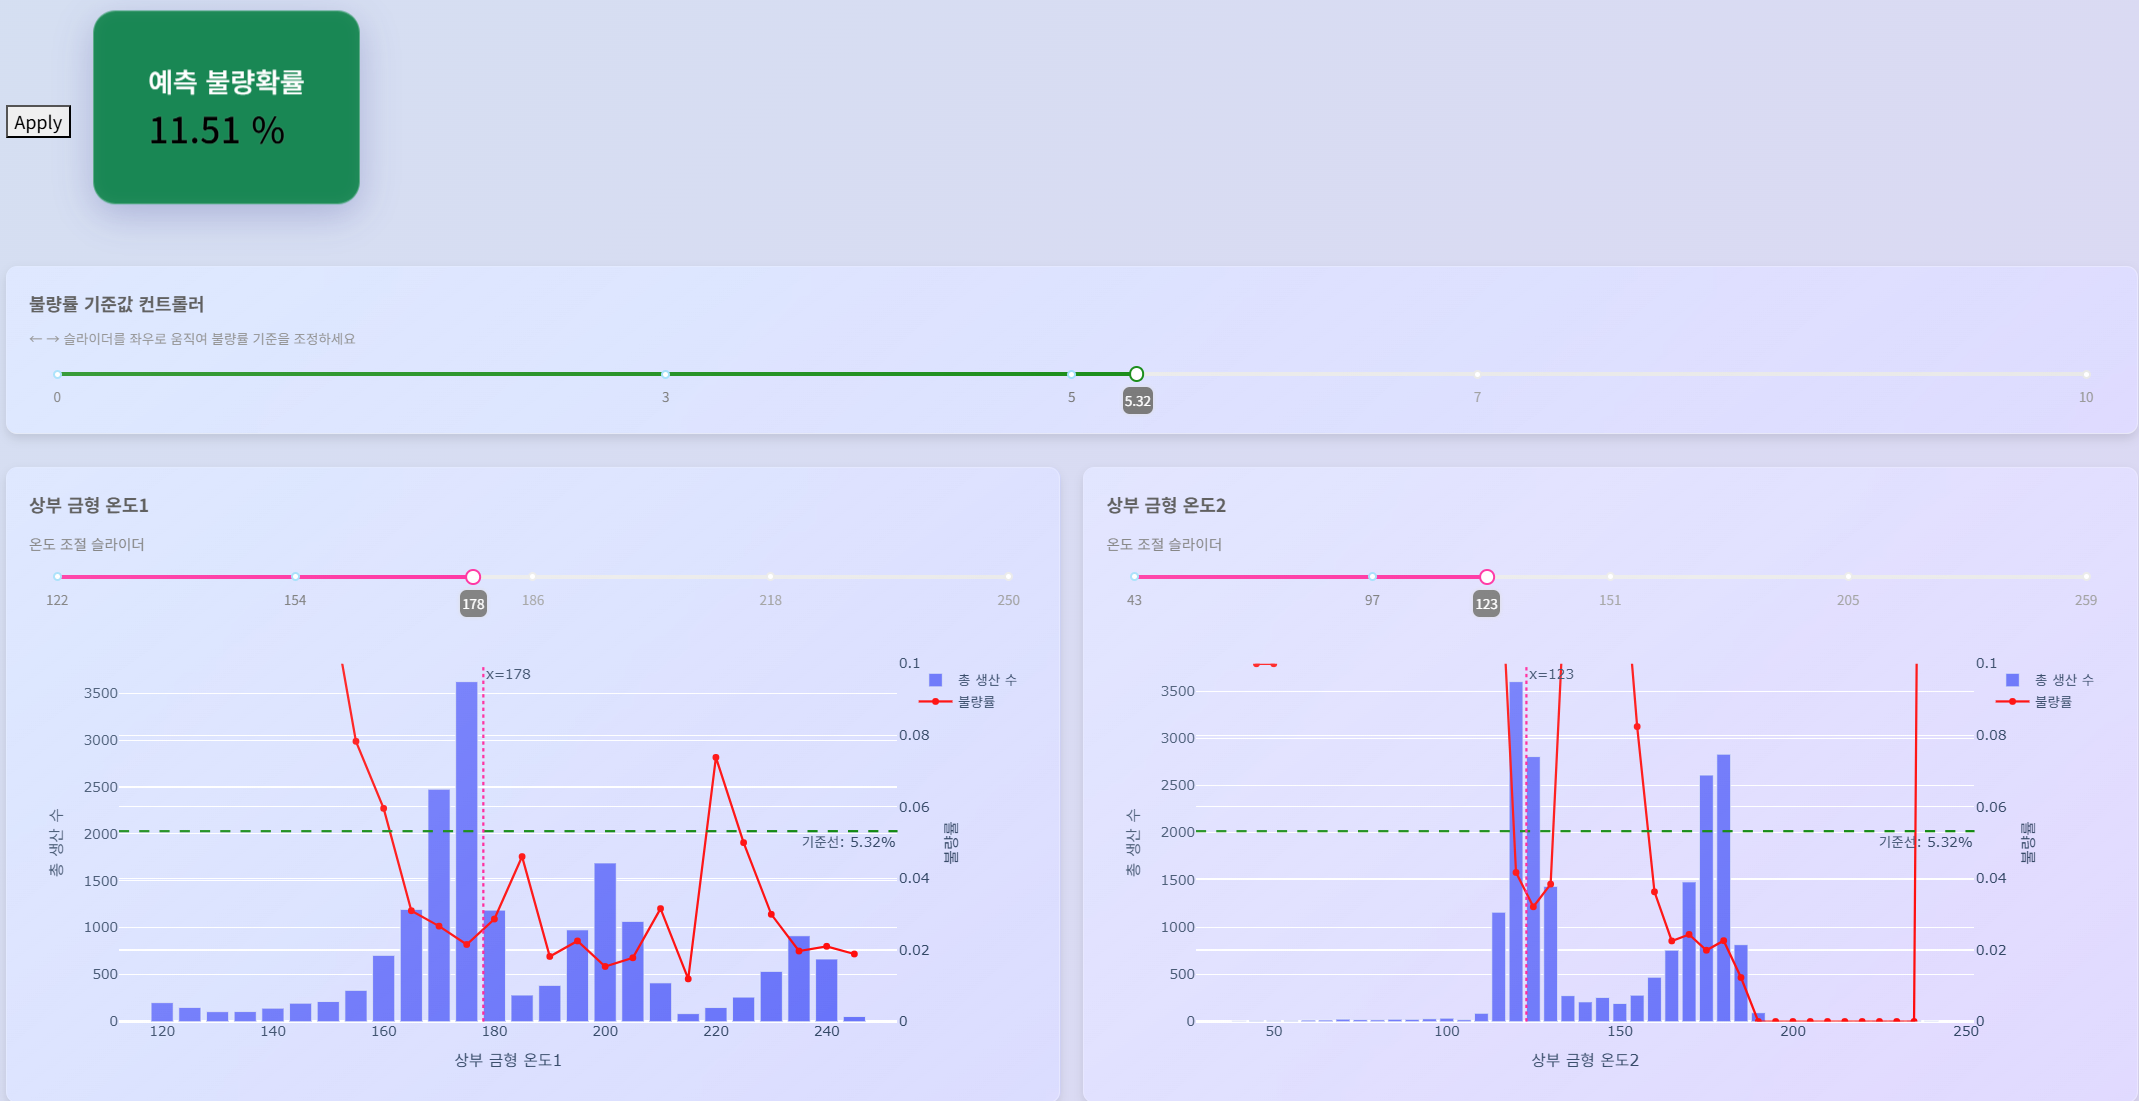 예측 불량확률
Apply
11.51 %
불량률 기준값 컨트롤러
←→ 슬라이더를 좌우로 움직여 불량률 기준을 조정하세요
0 3 5 5.32 7 10
상부 금형 온도1
온도 조절 슬라이더
122 154 178 186 218 250
x=178
0.1
총 생산 수
불량률
3500
3000
2500
2000
1500
1000
500
0
총 생산 수
0.08
0.06
0.04
0.02
0
불량률
기준선: 5.32%
120 140 160 180 200 220 240
상부 금형 온도1
상부 금형 온도2
온도 조절 슬라이더
43 97 123 151 205 259
x=123
0.1
총 생산 수
불량률
3500
3000
2500
2000
1500
1000
500
0
총 생산 수
0.08
0.06
0.04
0.02
0
불량률
기준선: 5.32%
50 100 150 200 250
상부 금형 온도2